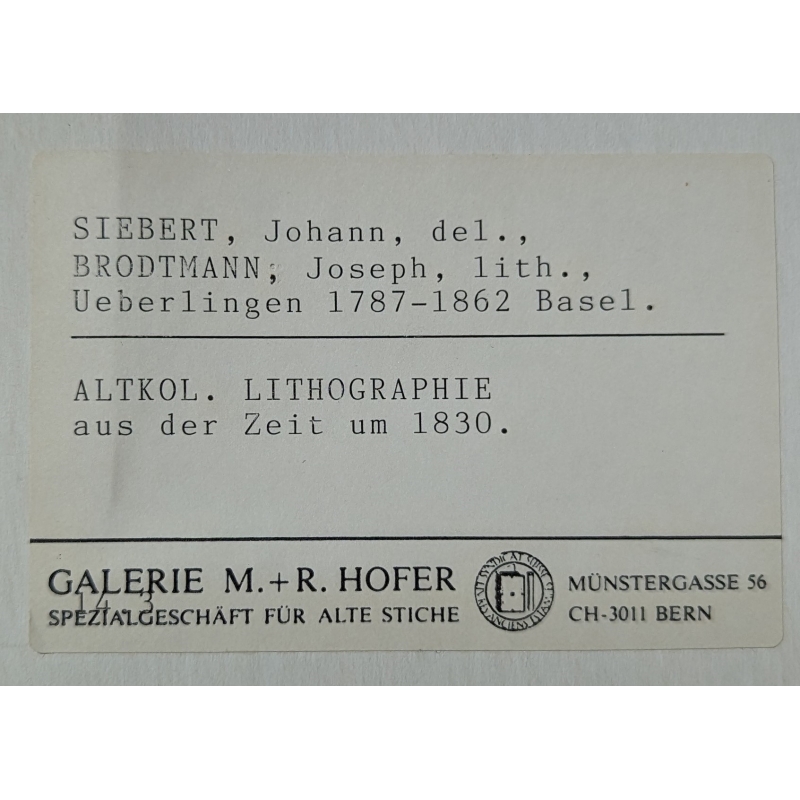 SIEBERT, Johann, del.,
BRODTMANN, Joseph, lith.,
Ueberlingen 1787-1862 Basel.
ALTKOL. LITHOGRAPHIE
aus der Zeit um 1830.
GALERIE M.+R. HOFER
SPEZIALGESCHÄFT FÜR ALTE STICHE
MÜNSTERGASSE 56
CH-3011 BERN